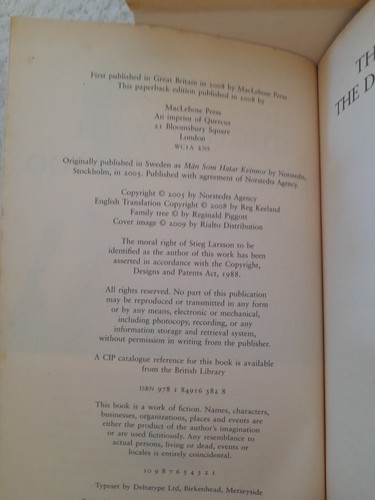 First published in Great Britain in 2008 by MacLehose Press
This paperback edition published in 2008 by
MacLehose Press
An imprint of Quercus
21 Bloomsbury Square
London
WC1A 2NS
Originally published in Sweden as Män Som Hatar Kvinnor by Norstedts,
Stockholm, in 2005. Published with agreement of Norstedts Agency.
Copyright © 2005 by Norstedts Agency
English Translation Copyright © 2008 by Reg Keeland
Family tree © by Reginald Piggott
Cover image © 2009 by Rialto Distribution
The moral right of Stieg Larsson to be
identified as the author of this work has been
asserted in accordance with the Copyright,
Designs and Patents Act, 1988.
All rights reserved. No part of this publication
may be reproduced or transmitted in any form
or by any means, electronic or mechanical,
including photocopy, recording, or any
information storage and retrieval system,
without permission in writing from the publisher.
A CIP catalogue reference for this book is available
from the British Library
ISBN 978 1 84916 582 8
This book is a work of fiction. Names, characters,
businesses, organizations, places and events are
either the product of the author's imagination
or are used fictitiously. Any resemblance to
actual persons, living or dead, events or
locales is entirely coincidental.
10 9 8 7 6 5 4 3 2 1
Typeset by Deltatype Ltd, Birkenhead, Merseyside
TH
THE D